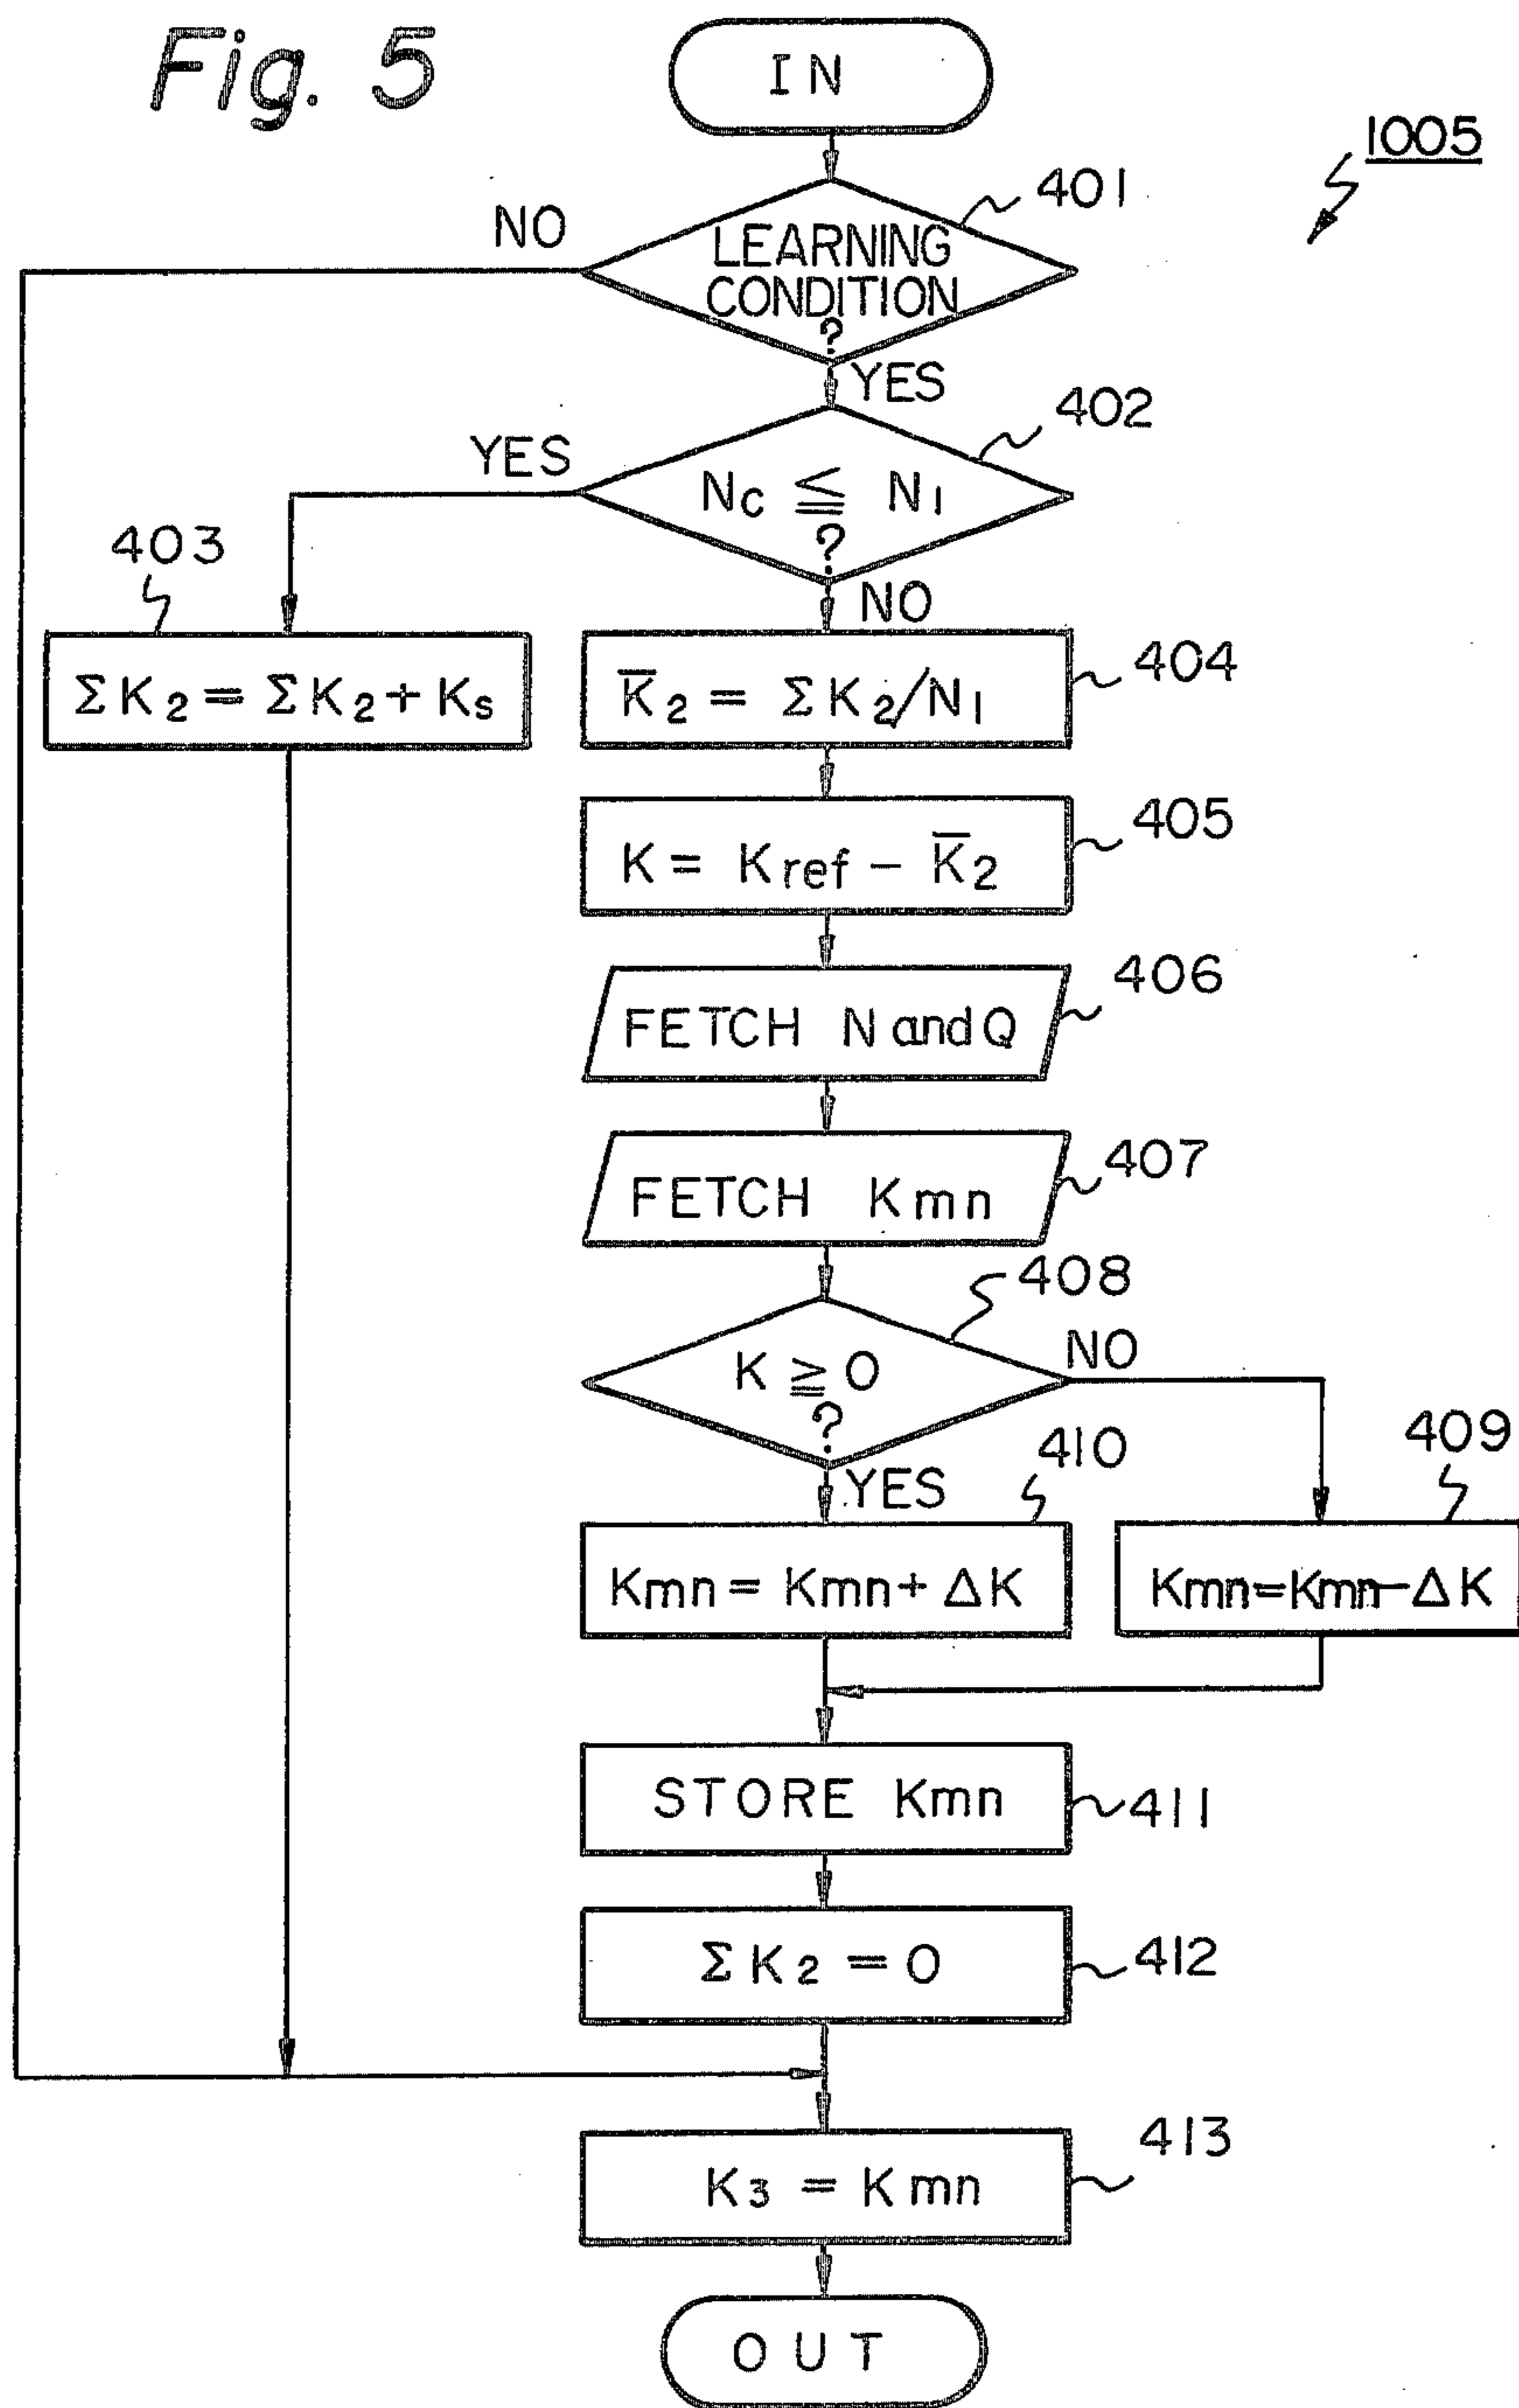 Fig. 5
IN
1005
401
NO
LEARNING
CONDITION
?
YES
402
YES
Nc ≦ N1
?
403
NO
404
ΣK2 = ΣK2 + Ks
K̅2 = ΣK2/N1
405
K = Kref − K̅2
406
FETCH N and Q
407
FETCH Kmn
408
NO
K ≧ 0
?
410
409
YES
Kmn = Kmn + ΔK
Kmn = Kmn − ΔK
STORE Kmn
411
ΣK2 = 0
412
413
K3 = Kmn
OUT